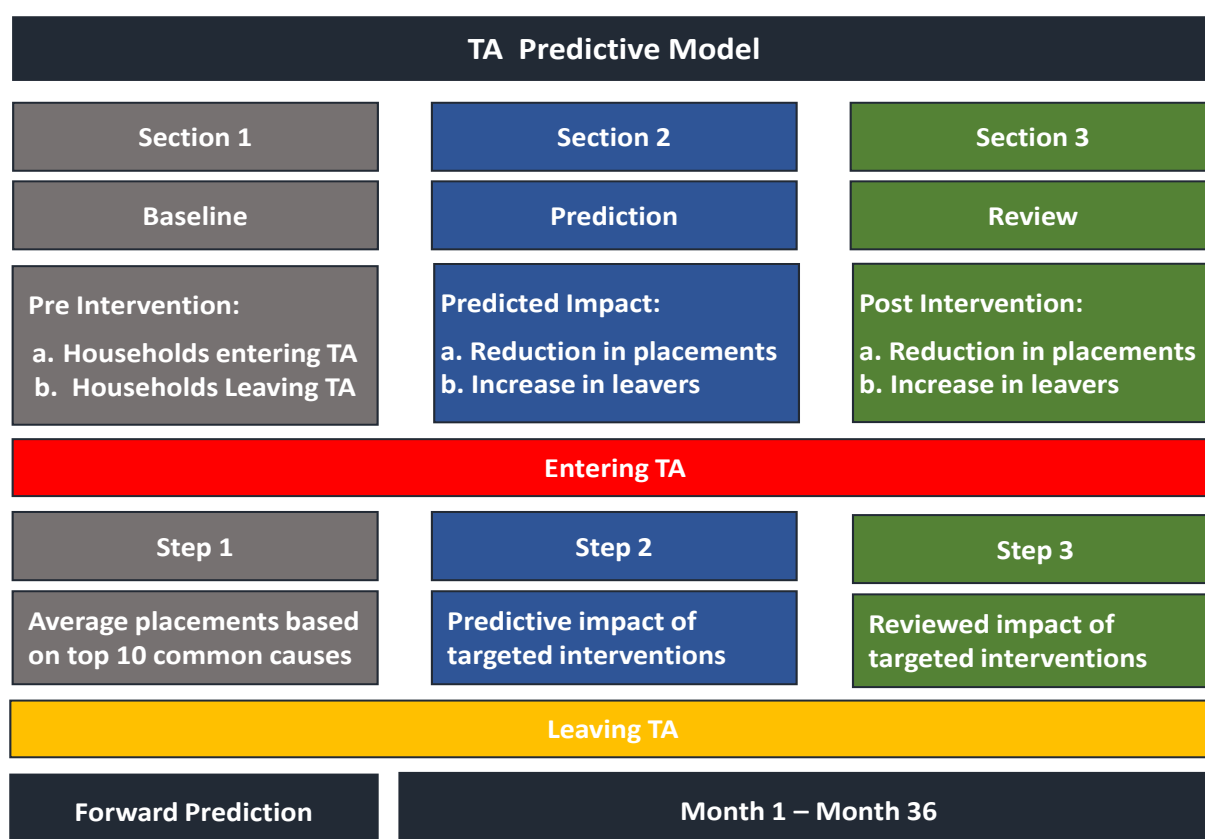 TA Predictive Model
Section 1
Section 2
Section 3
Baseline
Prediction
Review
Pre Intervention:
a. Households entering TA
b. Households Leaving TA
Predicted Impact:
a. Reduction in placements
b. Increase in leavers
Post Intervention:
a. Reduction in placements
b. Increase in leavers
Entering TA
Step 1
Step 2
Step 3
Average placements based
on top 10 common causes
Predictive impact of
targeted interventions
Reviewed impact of
targeted interventions
Leaving TA
Forward Prediction
Month 1 – Month 36